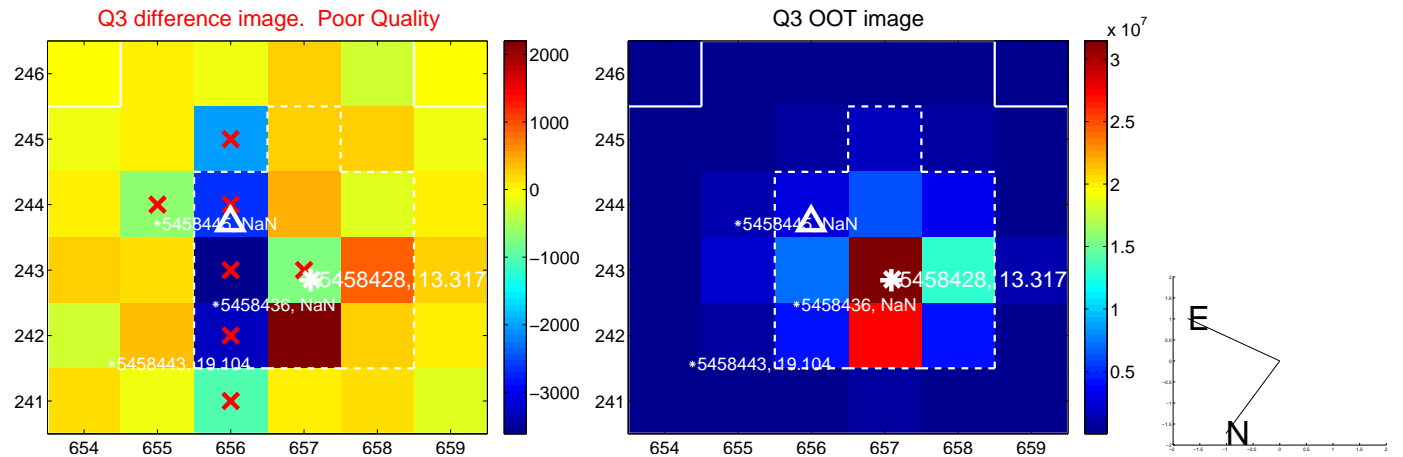 Q3 difference image.  Poor Quality
246
245
244
243
242
241
654 655 656 657 658 659
5458445, NaN
5458428, 13.317
5458436, NaN
5458443, 19.104
2000
1000
0
−1000
−2000
−3000
Q3 OOT image
654 655 656 657 658 659
246
245
244
243
242
241
5458445, NaN
5458428, 13.317
5458436, NaN
5458443, 19.104
x 10^7
3
2.5
2
1.5
1
0.5
E
N